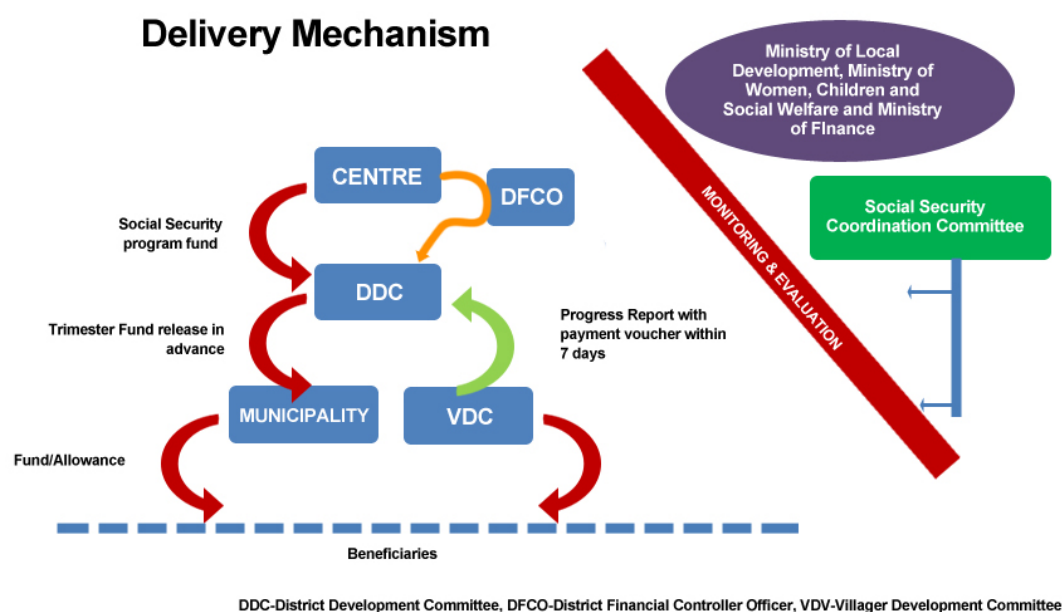 Delivery Mechanism
Ministry of Local
Development, Ministry of
Women, Children and
Social Welfare and Ministry
of FInance
CENTRE
DFCO
Social Security
program fund
MONITORING & EVALUATION
Social Security
Coordination Committee
DDC
Trimester Fund release in
advance
Progress Report with
payment voucher within
7 days
MUNICIPALITY
VDC
Fund/Allowance
Beneficiaries
DDC-District Development Committee, DFCO-District Financial Controller Officer, VDV-Villager Development Committee